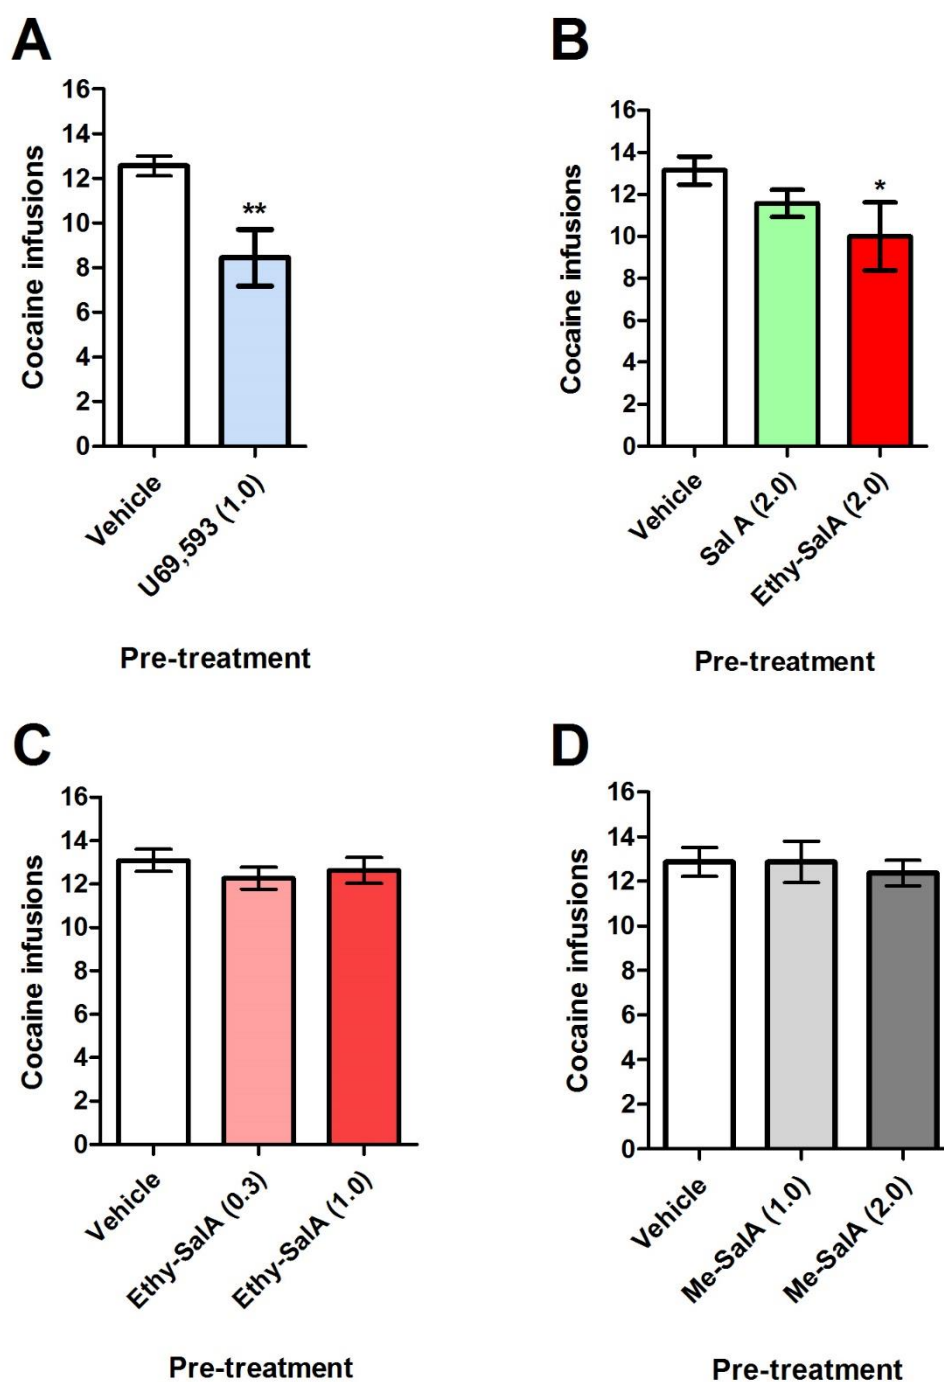 A
Cocaine infusions
16
14
12
10
8
6
4
2
0
**
Vehicle
U69,593 (1.0)
Pre-treatment
B
Cocaine infusions
16
14
12
10
8
6
4
2
0
*
Vehicle
Sal A (2.0)
Ethy-SalA (2.0)
Pre-treatment
C
Cocaine infusions
16
14
12
10
8
6
4
2
0
Vehicle
Ethy-SalA (0.3)
Ethy-SalA (1.0)
Pre-treatment
D
Cocaine infusions
16
14
12
10
8
6
4
2
0
Vehicle
Me-SalA (1.0)
Me-SalA (2.0)
Pre-treatment